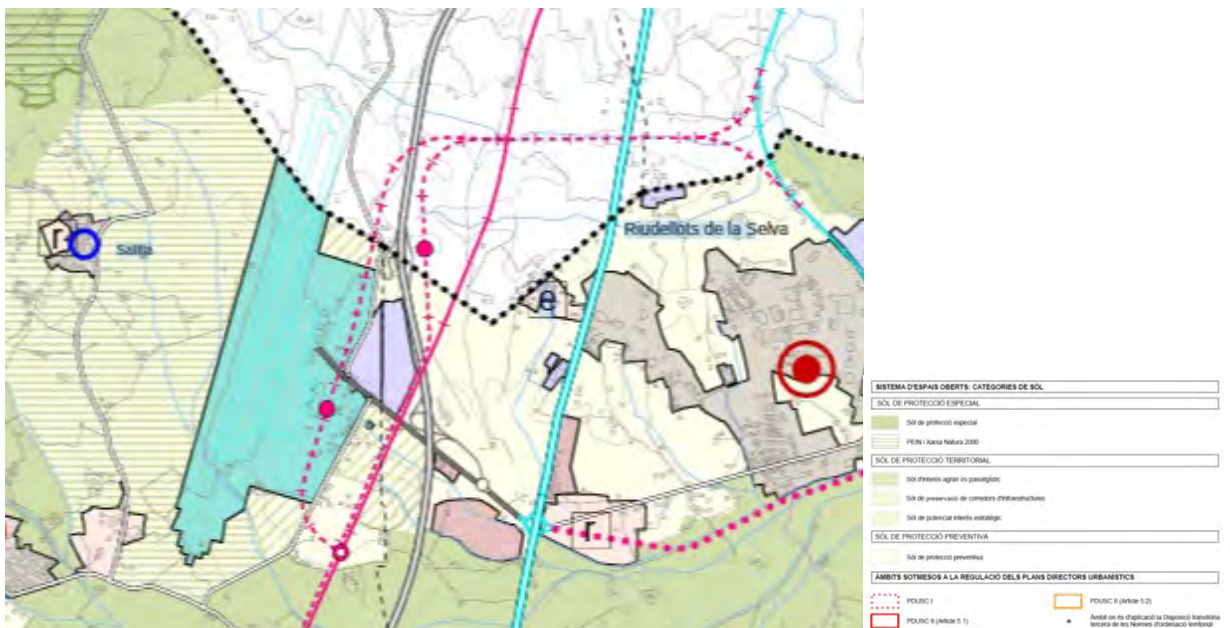 Riudellots de la Selva
r
Salitja
e
r
SISTEMA D'ESPAIS OBERTS: CATEGORIES DE SÒL
SÒL DE PROTECCIÓ ESPECIAL
Sòl de protecció especial
PEIN i Xarxa Natura 2000
SÒL DE PROTECCIÓ TERRITORIAL
Sòl d'interès agrari i/o paisatgístic
Sòl de preservació de corredors d'infraestructures
Sòl de potencial interès estratègic
SÒL DE PROTECCIÓ PREVENTIVA
Sòl de protecció preventiva
ÀMBITS SOTMESOS A LA REGULACIÓ DELS PLANS DIRECTORS URBANÍSTICS
PDUSC I
PDUSC II (Article 5.2)
PDUSC II (Article 5.1)
Àmbit on és d'aplicació la Disposició transitòria
tercera de les Normes d'ordenació territorial